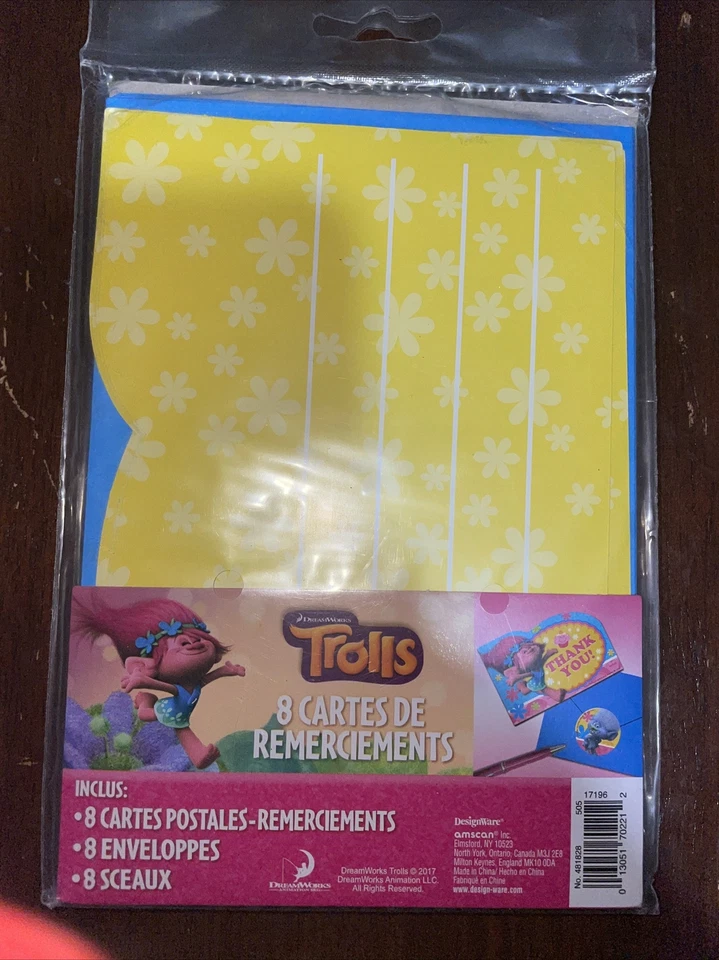 DREAMWORKS
Trolls
8 CARTES DE
REMERCIEMENTS
THANK
YOU!
INCLUS:
•8 CARTES POSTALES-REMERCIEMENTS
•8 ENVELOPPES
•8 SCEAUX
DREAMWORKS
DreamWorks Trolls © 2017
DreamWorks Animation LLC.
All Rights Reserved.
DesignWare®
amscan® Inc.
Elmsford, NY 10523
North York, Ontario, Canada M3J 2E8
Milton Keynes, England MK10 0DA
Made in China/ Hecho en China
Fabriqué en Chine
www.design-ware.com
No. 481828
505
17196
0 13051 70221 2